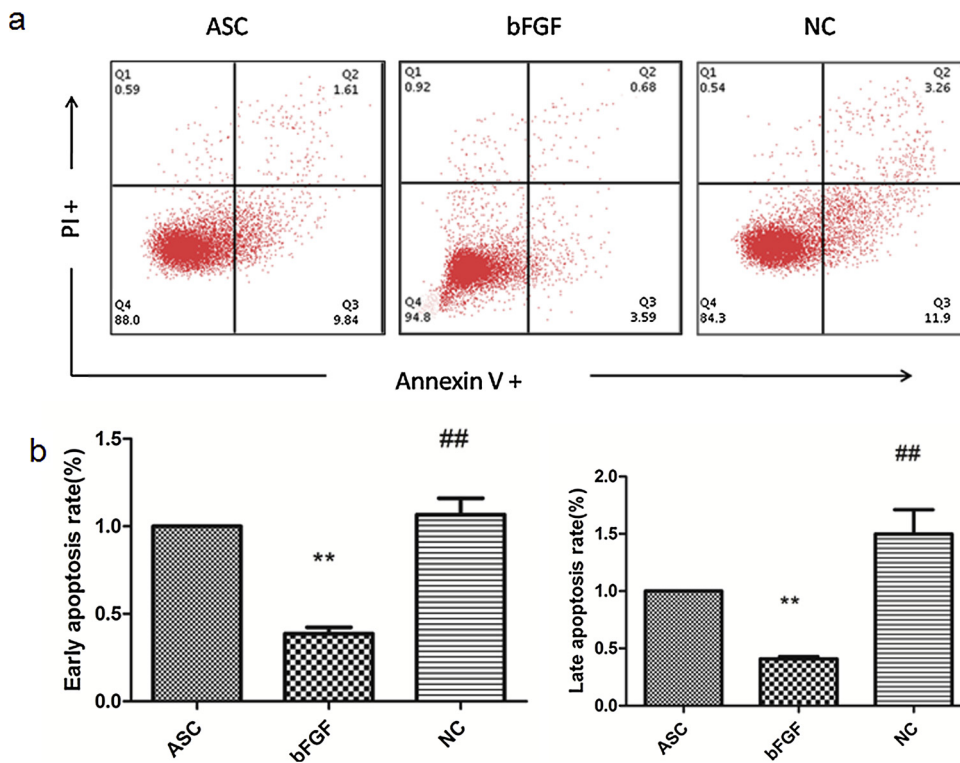 a
ASC
bFGF
NC
Q1
0.59
Q2
1.61
Q4
88.0
Q3
9.84
Q1
0.92
Q2
0.68
Q4
94.8
Q3
3.59
Q1
0.54
Q2
3.26
Q4
84.3
Q3
11.9
PI +
Annexin V +
b
Early apoptosis rate(%)
1.5
1.0
0.5
0.0
**
##
ASC
bFGF
NC
Late apoptosis rate(%)
2.0
1.5
1.0
0.5
0.0
**
##
ASC
bFGF
NC